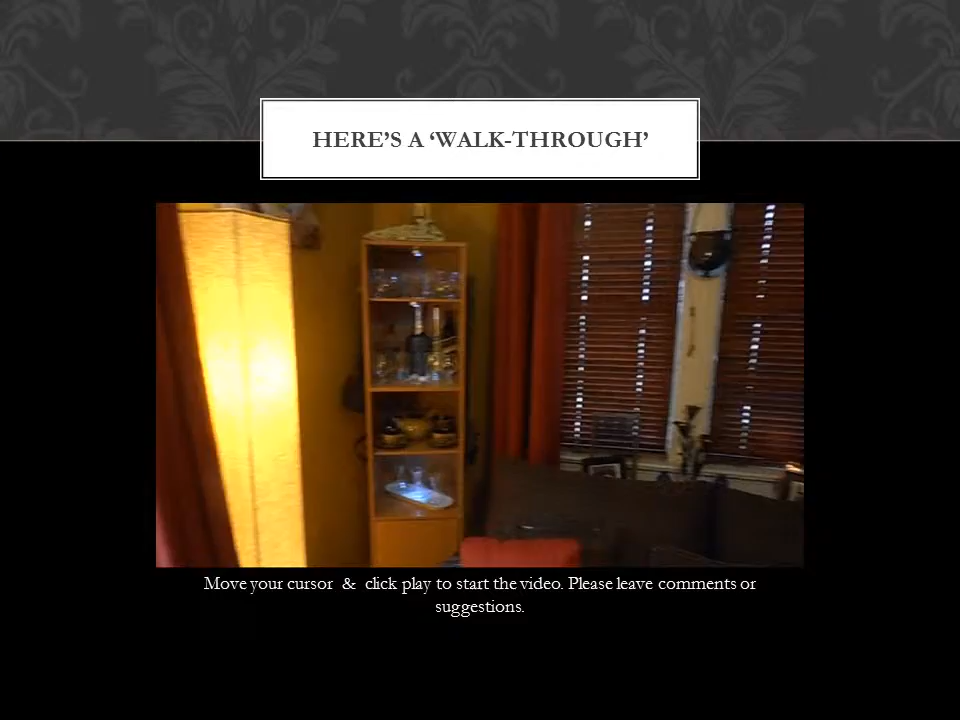 HERE’S A ‘WALK-THROUGH’
Move your cursor & click play to start the video. Please leave comments or
suggestions.